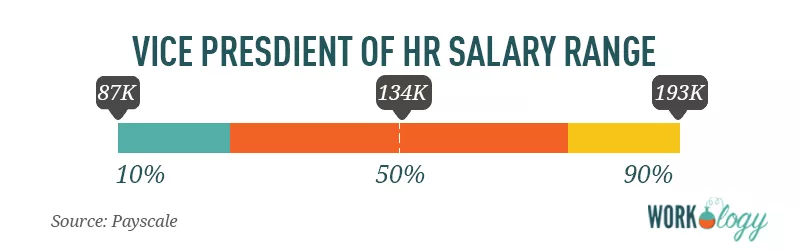 VICE PRESDIENT OF HR SALARY RANGE
87K 134K 193K
10% 50% 90%
Source: Payscale
WORKology